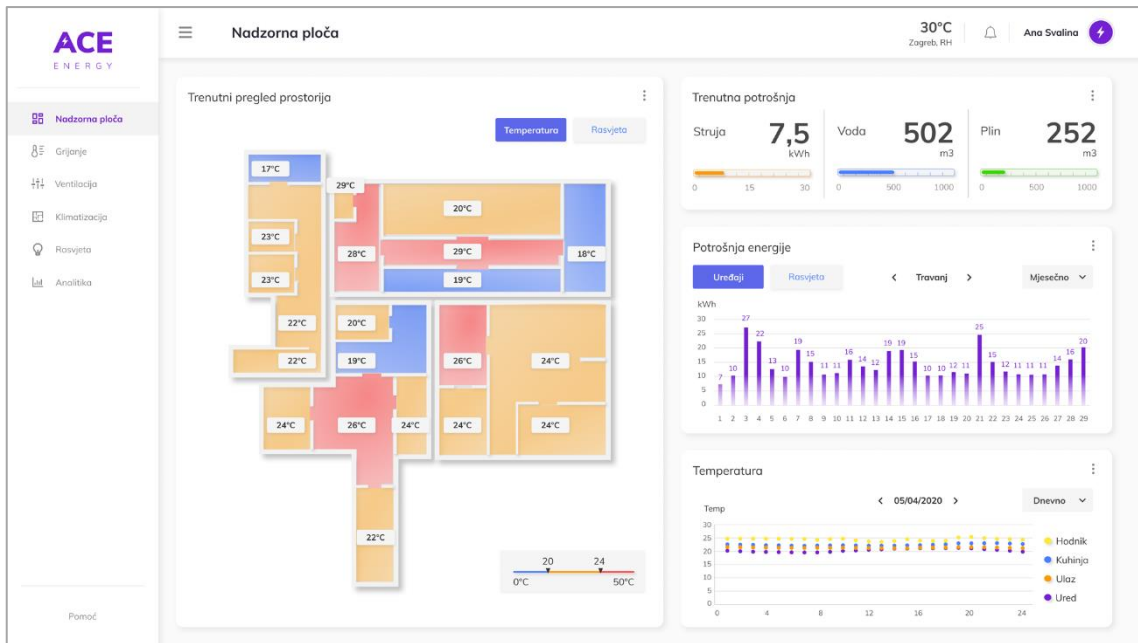 ACE
ENERGY
Nadzorna ploča
30°C
Zagreb, RH
Ana Svalina
Nadzorna ploča
Grijanje
Ventilacija
Klimatizacija
Rasvjeta
Analitika
Pomoć
Trenutni pregled prostorija
Temperatura
Rasvjeta
17°C
29°C
20°C
23°C
28°C
29°C
18°C
23°C
19°C
22°C
20°C
22°C
19°C
26°C
24°C
24°C
26°C
24°C
24°C
24°C
22°C
20 24
0°C 50°C
Trenutna potrošnja
Struja
7,5
kWh
0 15 30
Voda
502
m3
0 500 1000
Plin
252
m3
0 500 1000
Potrošnja energije
Uređaji
Rasvjeta
< Travanj >
Mjesečno
kWh
30
25
20
15
10
5
0
7 10 27 22 13 10 19 15 11 11 16 14 12 19 19 15 10 10 12 11 25 15 12 11 11 11 14 16 20
1 2 3 4 5 6 7 8 9 10 11 12 13 14 15 16 17 18 19 20 21 22 23 24 25 26 27 28 29
Temperatura
< 05/04/2020 >
Dnevno
Temp
30
25
20
15
10
5
0
0 4 8 12 16 20 24
Hodnik
Kuhinja
Ulaz
Ured